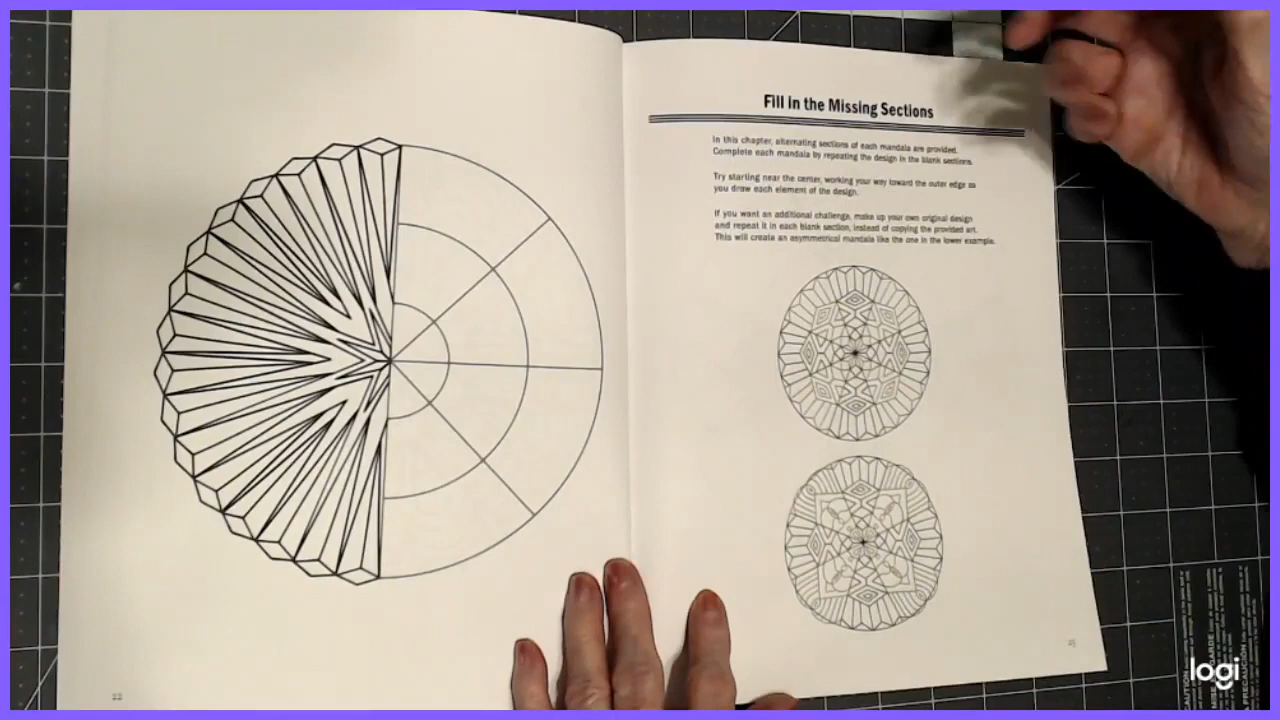 Fill in the Missing Sections
In this chapter, alternating sections of each mandala are provided.
Complete each mandala by repeating the design in the blank sections.
Try starting near the center, working your way toward the outer edge as
you draw each element of the design.
If you want an additional challenge, make up your own original design
and repeat it in each blank section, instead of copying the provided art.
This will create an asymmetrical mandala like the one in the lower example.
22
logi
CAUTION
MISE
GARDE
PRECAUCIÓN